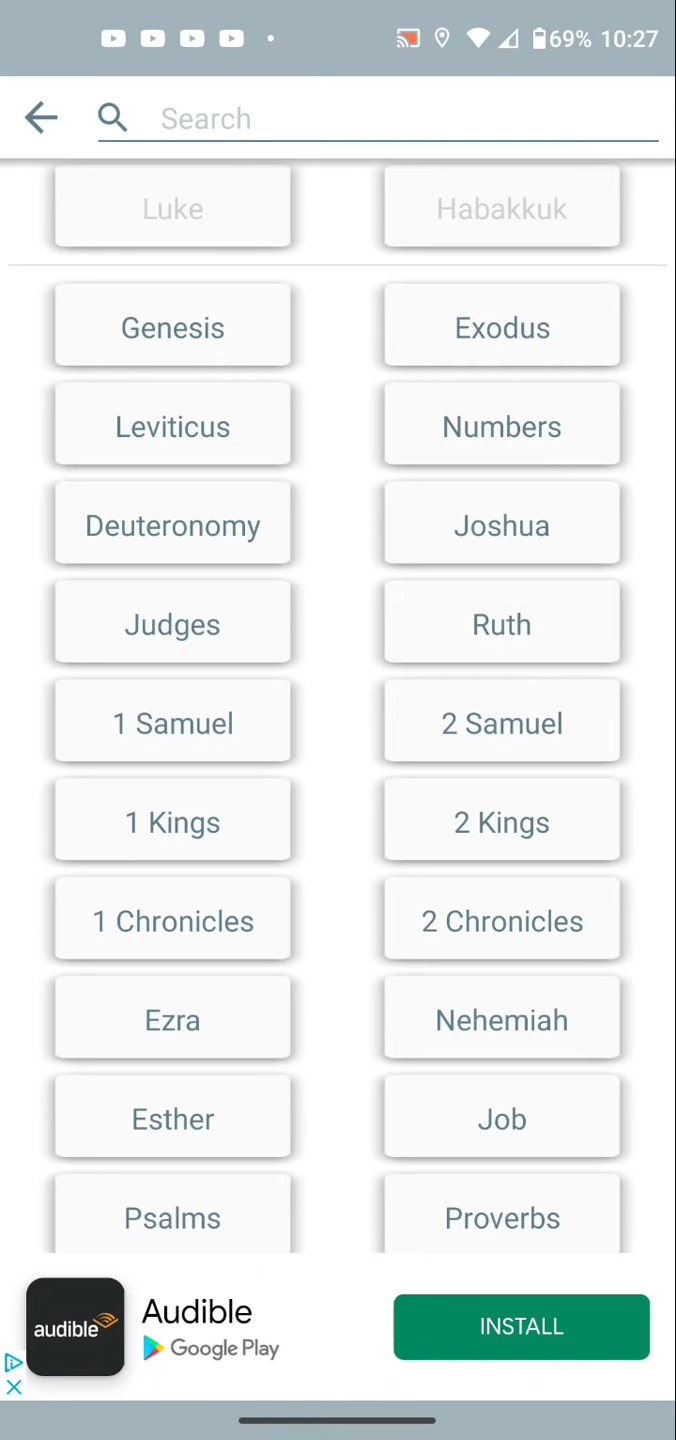 69% 10:27
Search
Luke Habakkuk
Genesis Exodus
Leviticus Numbers
Deuteronomy Joshua
Judges Ruth
1 Samuel 2 Samuel
1 Kings 2 Kings
1 Chronicles 2 Chronicles
Ezra Nehemiah
Esther Job
Psalms Proverbs
audible Audible INSTALL
Google Play